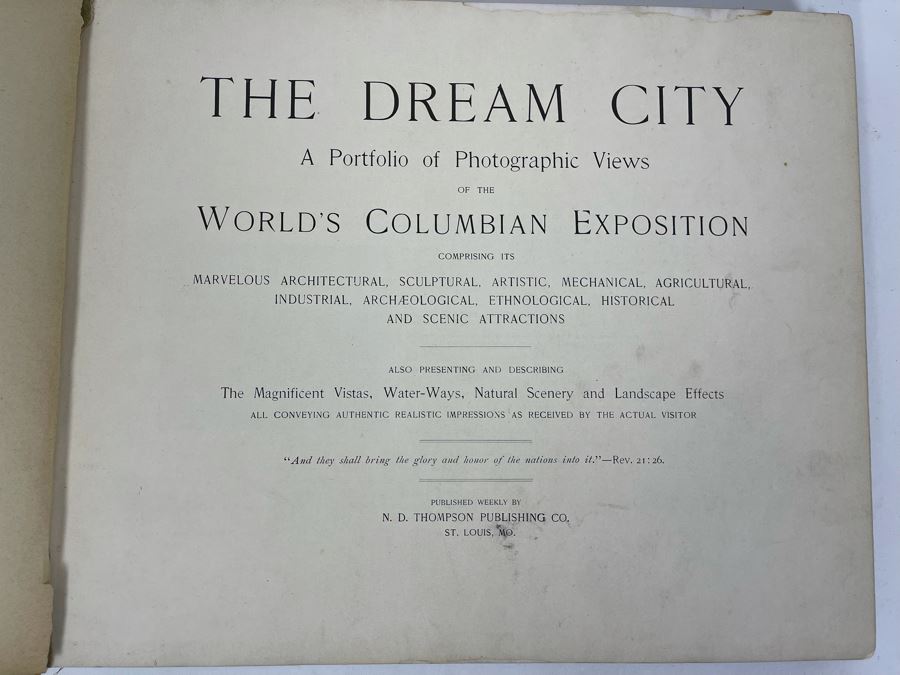 THE DREAM CITY
A Portfolio of Photographic Views
OF THE
WORLD'S COLUMBIAN EXPOSITION
COMPRISING ITS
MARVELOUS ARCHITECTURAL, SCULPTURAL, ARTISTIC, MECHANICAL, AGRICULTURAL,
INDUSTRIAL, ARCHÆOLOGICAL, ETHNOLOGICAL, HISTORICAL
AND SCENIC ATTRACTIONS
ALSO PRESENTING AND DESCRIBING
The Magnificent Vistas, Water-Ways, Natural Scenery and Landscape Effects
ALL CONVEYING AUTHENTIC REALISTIC IMPRESSIONS AS RECEIVED BY THE ACTUAL VISITOR
“And they shall bring the glory and honor of the nations into it.”—Rev. 21:26.
PUBLISHED WEEKLY BY
N. D. THOMPSON PUBLISHING CO.
ST. LOUIS, MO.